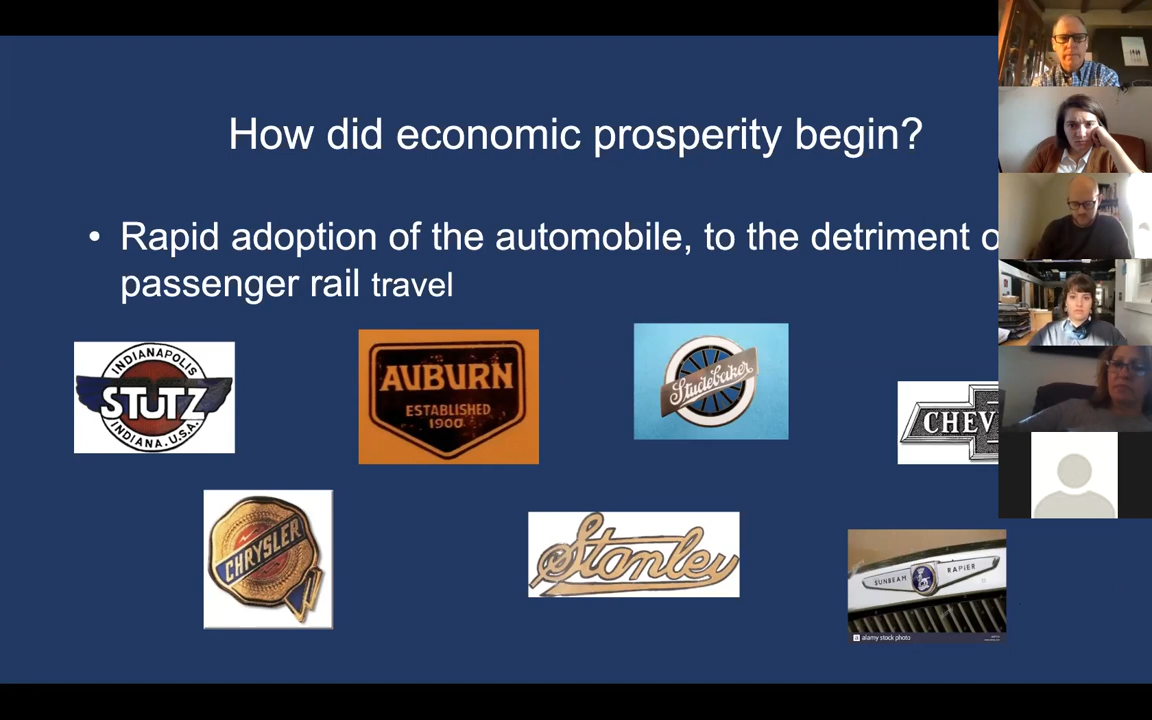 How did economic prosperity begin?
• Rapid adoption of the automobile, to the detriment o
passenger rail travel
INDIANAPOLIS
STUTZ
INDIANA.U.S.A.
AUBURN
ESTABLISHED
1900
Studebaker
CHEV
CHRYSLER
Stanley
SUNBEAM RAPIER
a alamy stock photo